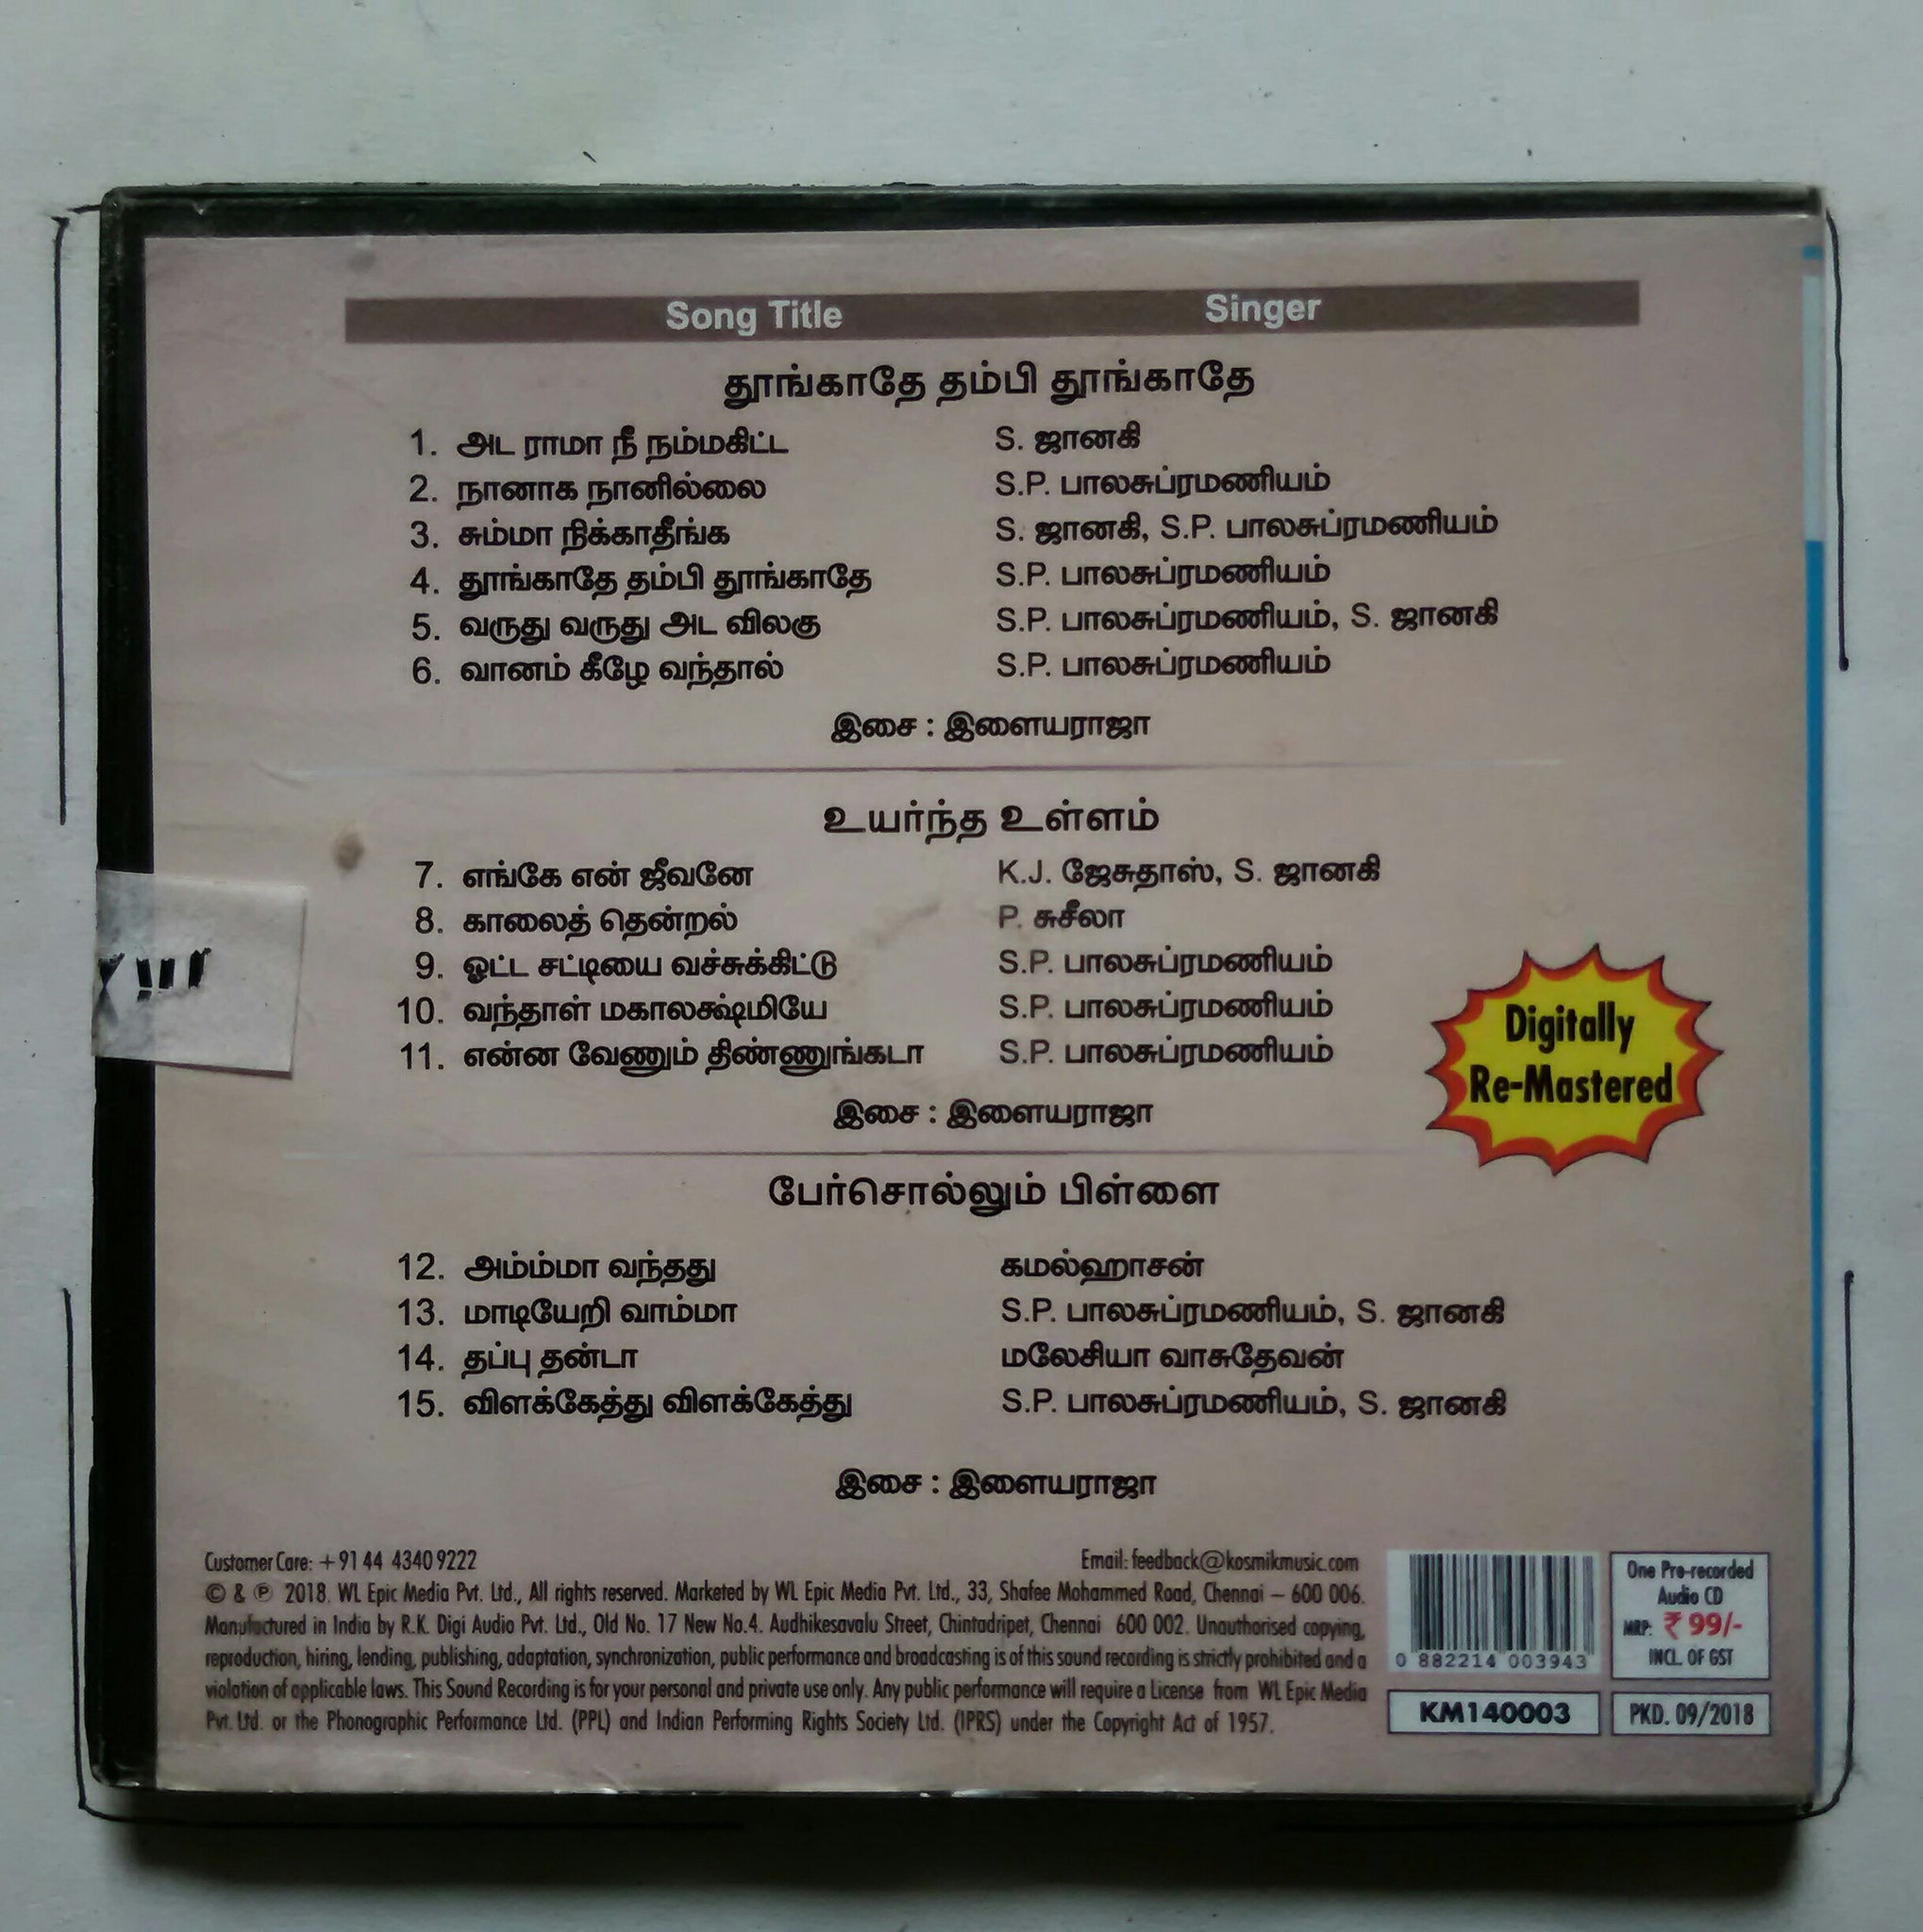 Song Title Singer
தூங்காதே தம்பி தூங்காதே
1. அட ராமா நீ நம்மகிட்ட S. ஜானகி
2. நானாக நானில்லை S.P. பாலசுப்ரமணியம்
3. சும்மா நிக்காதீங்க S. ஜானகி, S.P. பாலசுப்ரமணியம்
4. தூங்காதே தம்பி தூங்காதே S.P. பாலசுப்ரமணியம்
5. வருது வருது அட விலகு S.P. பாலசுப்ரமணியம், S. ஜானகி
6. வானம் கீழே வந்தால் S.P. பாலசுப்ரமணியம்
இசை : இளையராஜா
உயர்ந்த உள்ளம்
7. எங்கே என் ஜீவனே K.J. ஜேசுதாஸ், S. ஜானகி
8. காலைத் தென்றல் P. சுசீலா
9. ஓட்ட சட்டியை வச்சுக்கிட்டு S.P. பாலசுப்ரமணியம்
10. வந்தாள் மகாலக்ஷ்மியே S.P. பாலசுப்ரமணியம்
11. என்ன வேணும் திண்ணுங்கடா S.P. பாலசுப்ரமணியம்
இசை : இளையராஜா
Digitally
Re-Mastered
பேர்சொல்லும் பிள்ளை
12. அம்ம்மா வந்தது கமல்ஹாசன்
13. மாடியேறி வாம்மா S.P. பாலசுப்ரமணியம், S. ஜானகி
14. தப்பு தன்டா மலேசியா வாசுதேவன்
15. விளக்கேத்து விளக்கேத்து S.P. பாலசுப்ரமணியம், S. ஜானகி
இசை : இளையராஜா
Customer Care: +91 44 4340 9222 Email: feedback@kosmikmusic.com
© & ℗ 2018 WL Epic Media Pvt. Ltd., All rights reserved. Marketed by WL Epic Media Pvt. Ltd., 33, Shafee Mohammed Road, Chennai – 600 006.
Manufactured in India by R.K. Digi Audio Pvt. Ltd., Old No. 17 New No.4. Audhikesavalu Street, Chintadripet, Chennai 600 002. Unauthorised copying,
reproduction, hiring, lending, publishing, adaptation, synchronization, public performance and broadcasting is of this sound recording is strictly prohibited and a
violation of applicable laws. This Sound Recording is for your personal and private use only. Any public performance will require a License from WL Epic Media
Pvt. Ltd. or the Phonographic Performance Ltd. (PPL) and Indian Performing Rights Society Ltd. (IPRS) under the Copyright Act of 1957.
0 882214 003943
KM140003
One Pre-recorded
Audio CD
MRP: ₹ 99/-
INCL. OF GST
PKD. 09/2018